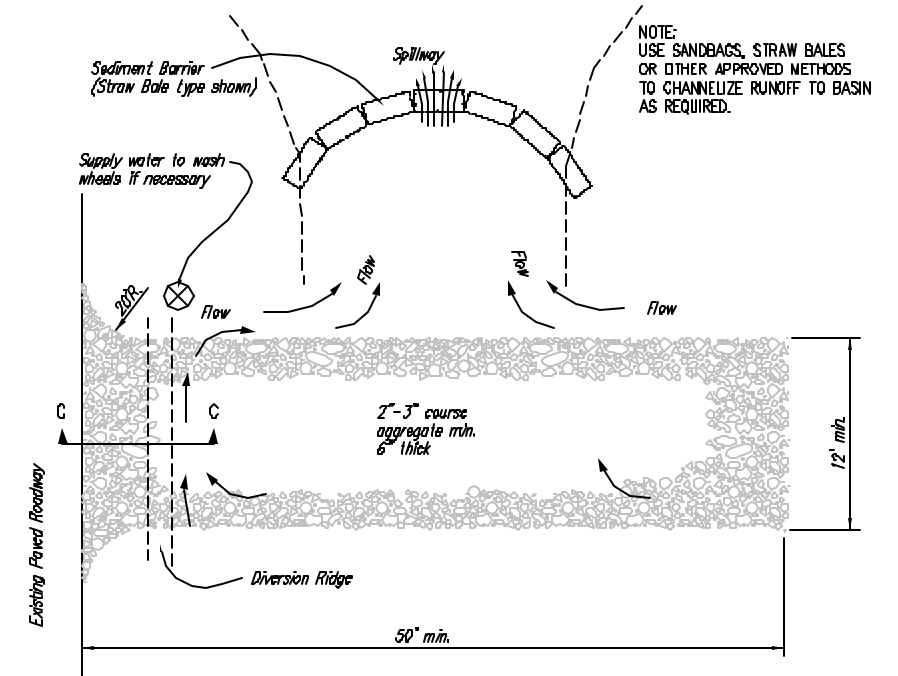 NOTE:
USE SANDBAGS, STRAW BALES
OR OTHER APPROVED METHODS
TO CHANNELIZE RUNOFF TO BASIN
AS REQUIRED.
Spillway
Sediment Barrier
(Straw Bale type shown)
Supply water to wash
wheels if necessary
20'R.
Flow
Flow
Flow
Flow
C
C
2"-3" course
aggregate min.
6" thick
12' min.
Existing Paved Roadway
Diversion Ridge
50' min.